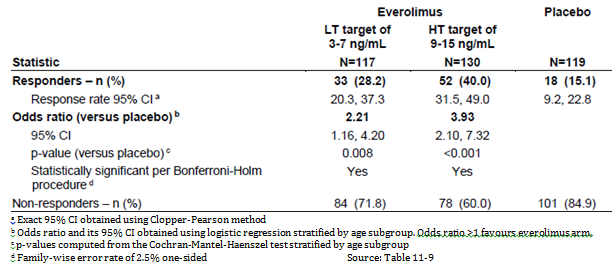 Everolimus Placebo
LT target of HT target of
3-7 ng/mL 9-15 ng/mL
Statistic N=117 N=130 N=119
Responders – n (%) 33 (28.2) 52 (40.0) 18 (15.1)
Response rate 95% CI a 20.3, 37.3 31.5, 49.0 9.2, 22.8
Odds ratio (versus placebo) b 2.21 3.93
95% CI 1.16, 4.20 2.10, 7.32
p-value (versus placebo) c 0.008 <0.001
Statistically significant per Bonferroni-Holm Yes Yes
procedure d
Non-responders – n (%) 84 (71.8) 78 (60.0) 101 (84.9)
a Exact 95% CI obtained using Clopper-Pearson method
b Odds ratio and its 95% CI obtained using logistic regression stratified by age subgroup. Odds ratio >1 favours everolimus arm.
c p-values computed from the Cochran-Mantel-Haenszel test stratified by age subgroup
d Family-wise error rate of 2.5% one-sided Source: Table 11-9